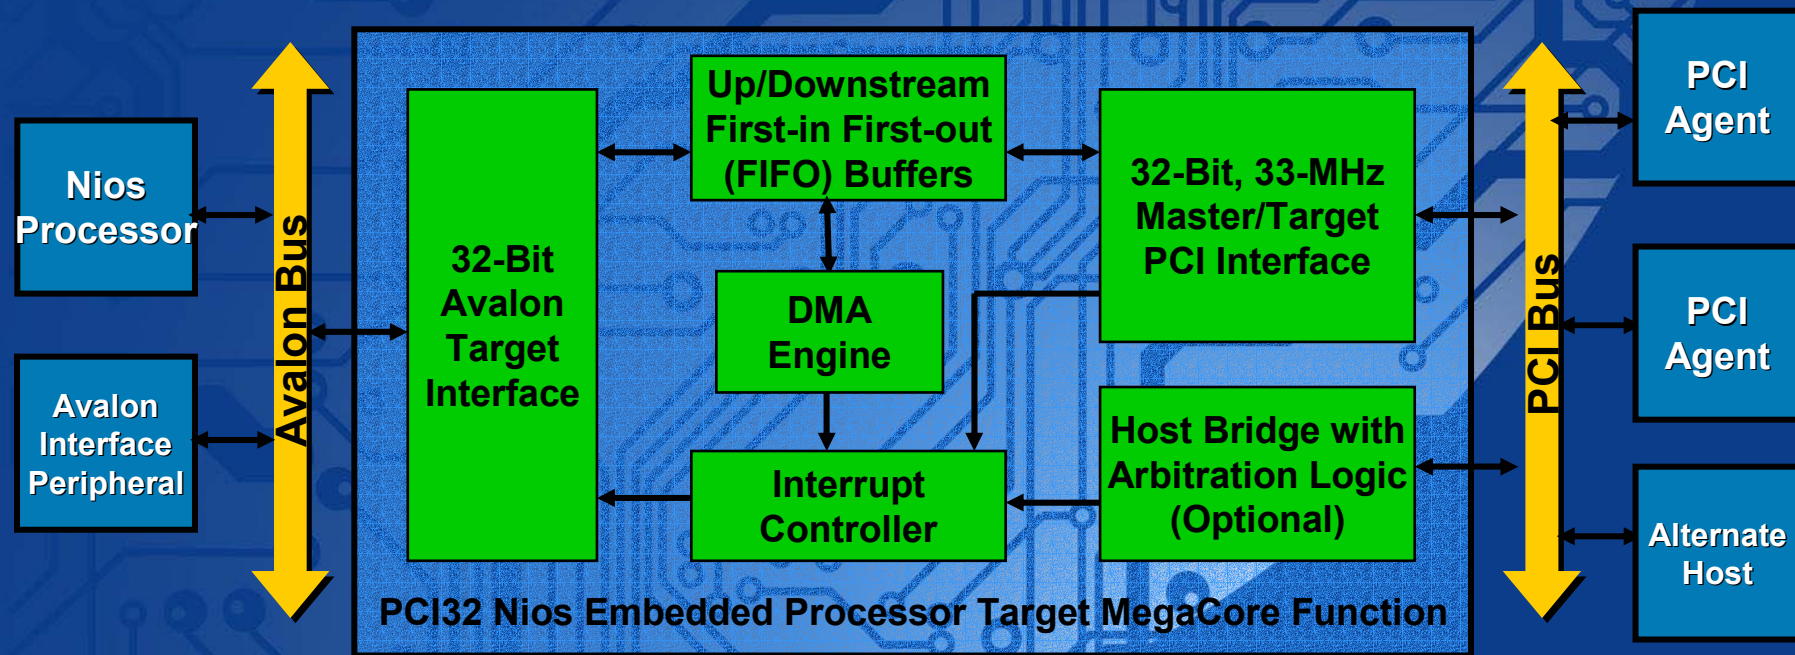 Nios
Processor
Avalon
Interface
Peripheral
Avalon Bus
32-Bit
Avalon
Target
Interface
Up/Downstream
First-in First-out
(FIFO) Buffers
DMA
Engine
Interrupt
Controller
32-Bit, 33-MHz
Master/Target
PCI Interface
Host Bridge with
Arbitration Logic
(Optional)
PCI32 Nios Embedded Processor Target MegaCore Function
PCI Bus
PCI
Agent
PCI
Agent
Alternate
Host